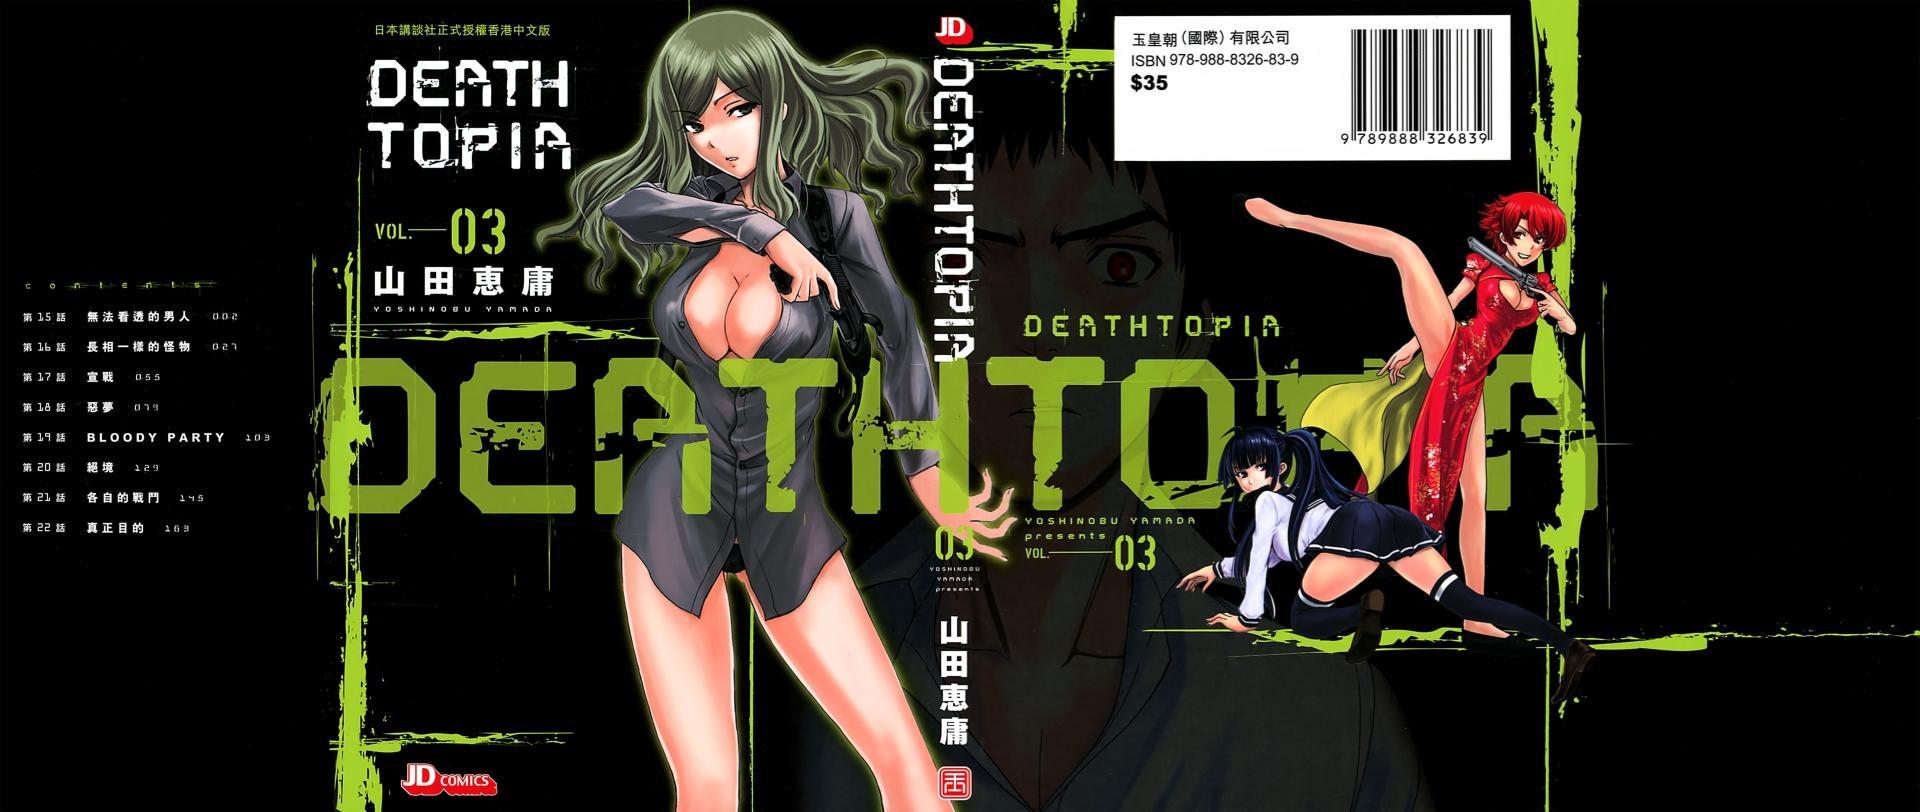 contents
第15話 無法看透的男人 002
第16話 長相一樣的怪物 027
第17話 宣戰 055
第18話 惡夢 079
第19話 BLOODY PARTY 103
第20話 絕境 129
第21話 各自的戰鬥 145
第22話 真正目的 163
日本講談社正式授權香港中文版
DEATH
TOPIA
VOL. 03
山田恵庸
YOSHINOBU YAMADA
DEATHTOPIA
JD COMICS
JD
DEATHTOPIA
03
YOSHINOBU
YAMADA
presents
山田恵庸
玉
玉皇朝(國際)有限公司
ISBN 978-988-8326-83-9
$35
9 789888 326839
DEATHTOPIA
YOSHINOBU YAMADA
presents
VOL. 03